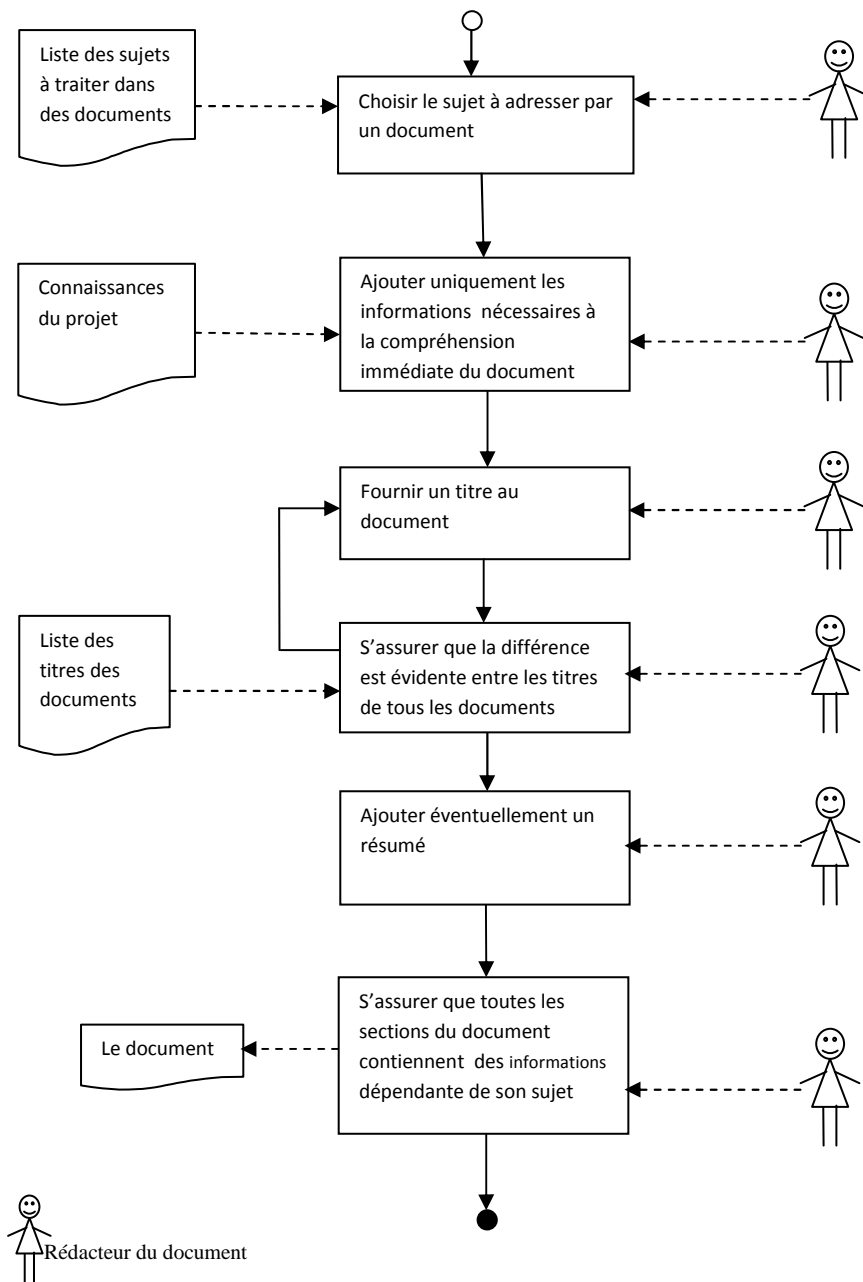 Liste des sujets
à traiter dans
des documents
Choisir le sujet à adresser par
un document
Connaissances
du projet
Ajouter uniquement les
informations nécessaires à
la compréhension
immédiate du document
Fournir un titre au
document
Liste des
titres des
documents
S’assurer que la différence
est évidente entre les titres
de tous les documents
Ajouter éventuellement un
résumé
S’assurer que toutes les
sections du document
contiennent des informations
dépendante de son sujet
Le document
Rédacteur du document